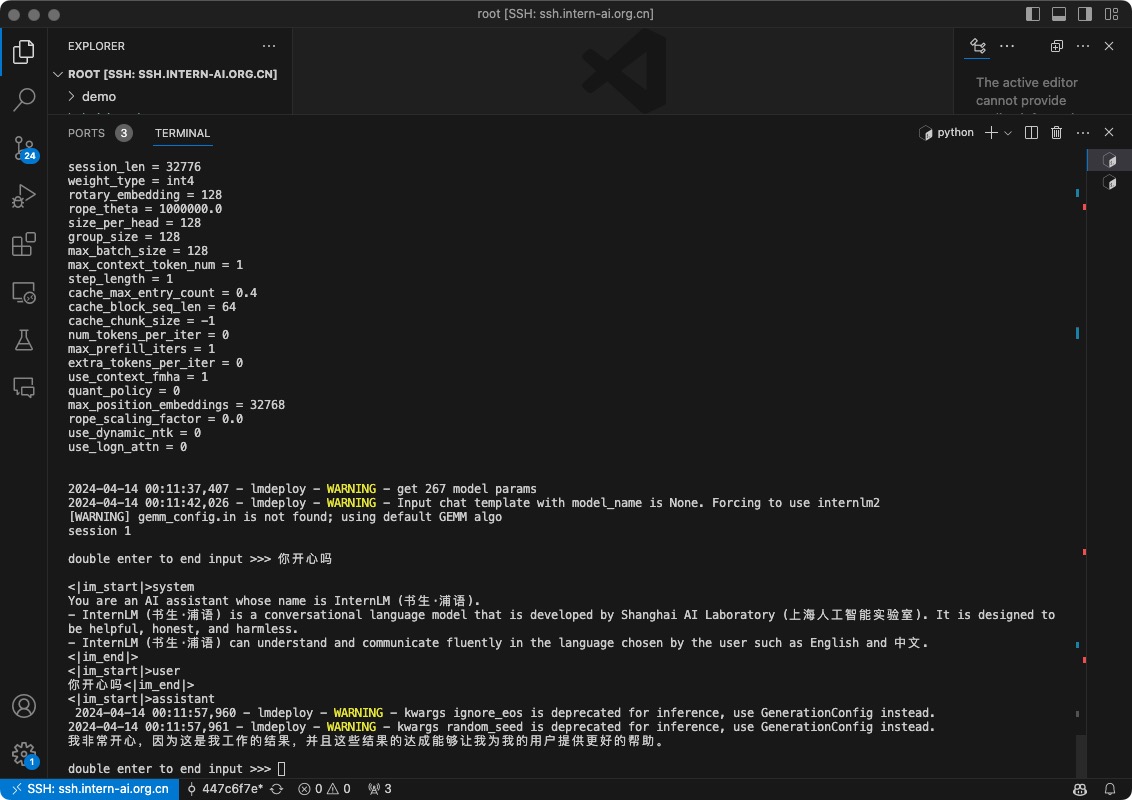 root [SSH: ssh.intern-ai.org.cn]
EXPLORER
ROOT [SSH: SSH.INTERN-AI.ORG.CN]
demo
The active editor
cannot provide
PORTS 3 TERMINAL
python
24
session_len = 32776
weight_type = int4
rotary_embedding = 128
rope_theta = 1000000.0
size_per_head = 128
group_size = 128
max_batch_size = 128
max_context_token_num = 1
step_length = 1
cache_max_entry_count = 0.4
cache_block_seq_len = 64
cache_chunk_size = -1
num_tokens_per_iter = 0
max_prefill_iters = 1
extra_tokens_per_iter = 0
use_context_fmha = 1
quant_policy = 0
max_position_embeddings = 32768
rope_scaling_factor = 0.0
use_dynamic_ntk = 0
use_logn_attn = 0
2024-04-14 00:11:37,407 - lmdeploy - WARNING - get 267 model params
2024-04-14 00:11:42,026 - lmdeploy - WARNING - Input chat template with model_name is None. Forcing to use internlm2
[WARNING] gemm_config.in is not found; using default GEMM algo
session 1
double enter to end input >>> 你开心吗
<|im_start|>system
You are an AI assistant whose name is InternLM (书生·浦语).
- InternLM (书生·浦语) is a conversational language model that is developed by Shanghai AI Laboratory (上海人工智能实验室). It is designed to
be helpful, honest, and harmless.
- InternLM (书生·浦语) can understand and communicate fluently in the language chosen by the user such as English and 中文.
<|im_end|>
<|im_start|>user
你开心吗<|im_end|>
<|im_start|>assistant
2024-04-14 00:11:57,960 - lmdeploy - WARNING - kwargs ignore_eos is deprecated for inference, use GenerationConfig instead.
2024-04-14 00:11:57,961 - lmdeploy - WARNING - kwargs random_seed is deprecated for inference, use GenerationConfig instead.
我非常开心，因为这是我工作的结果，并且这些结果的达成能够让我为我的用户提供更好的帮助。
double enter to end input >>>
1
SSH: ssh.intern-ai.org.cn 447c6f7e* 0 0 3